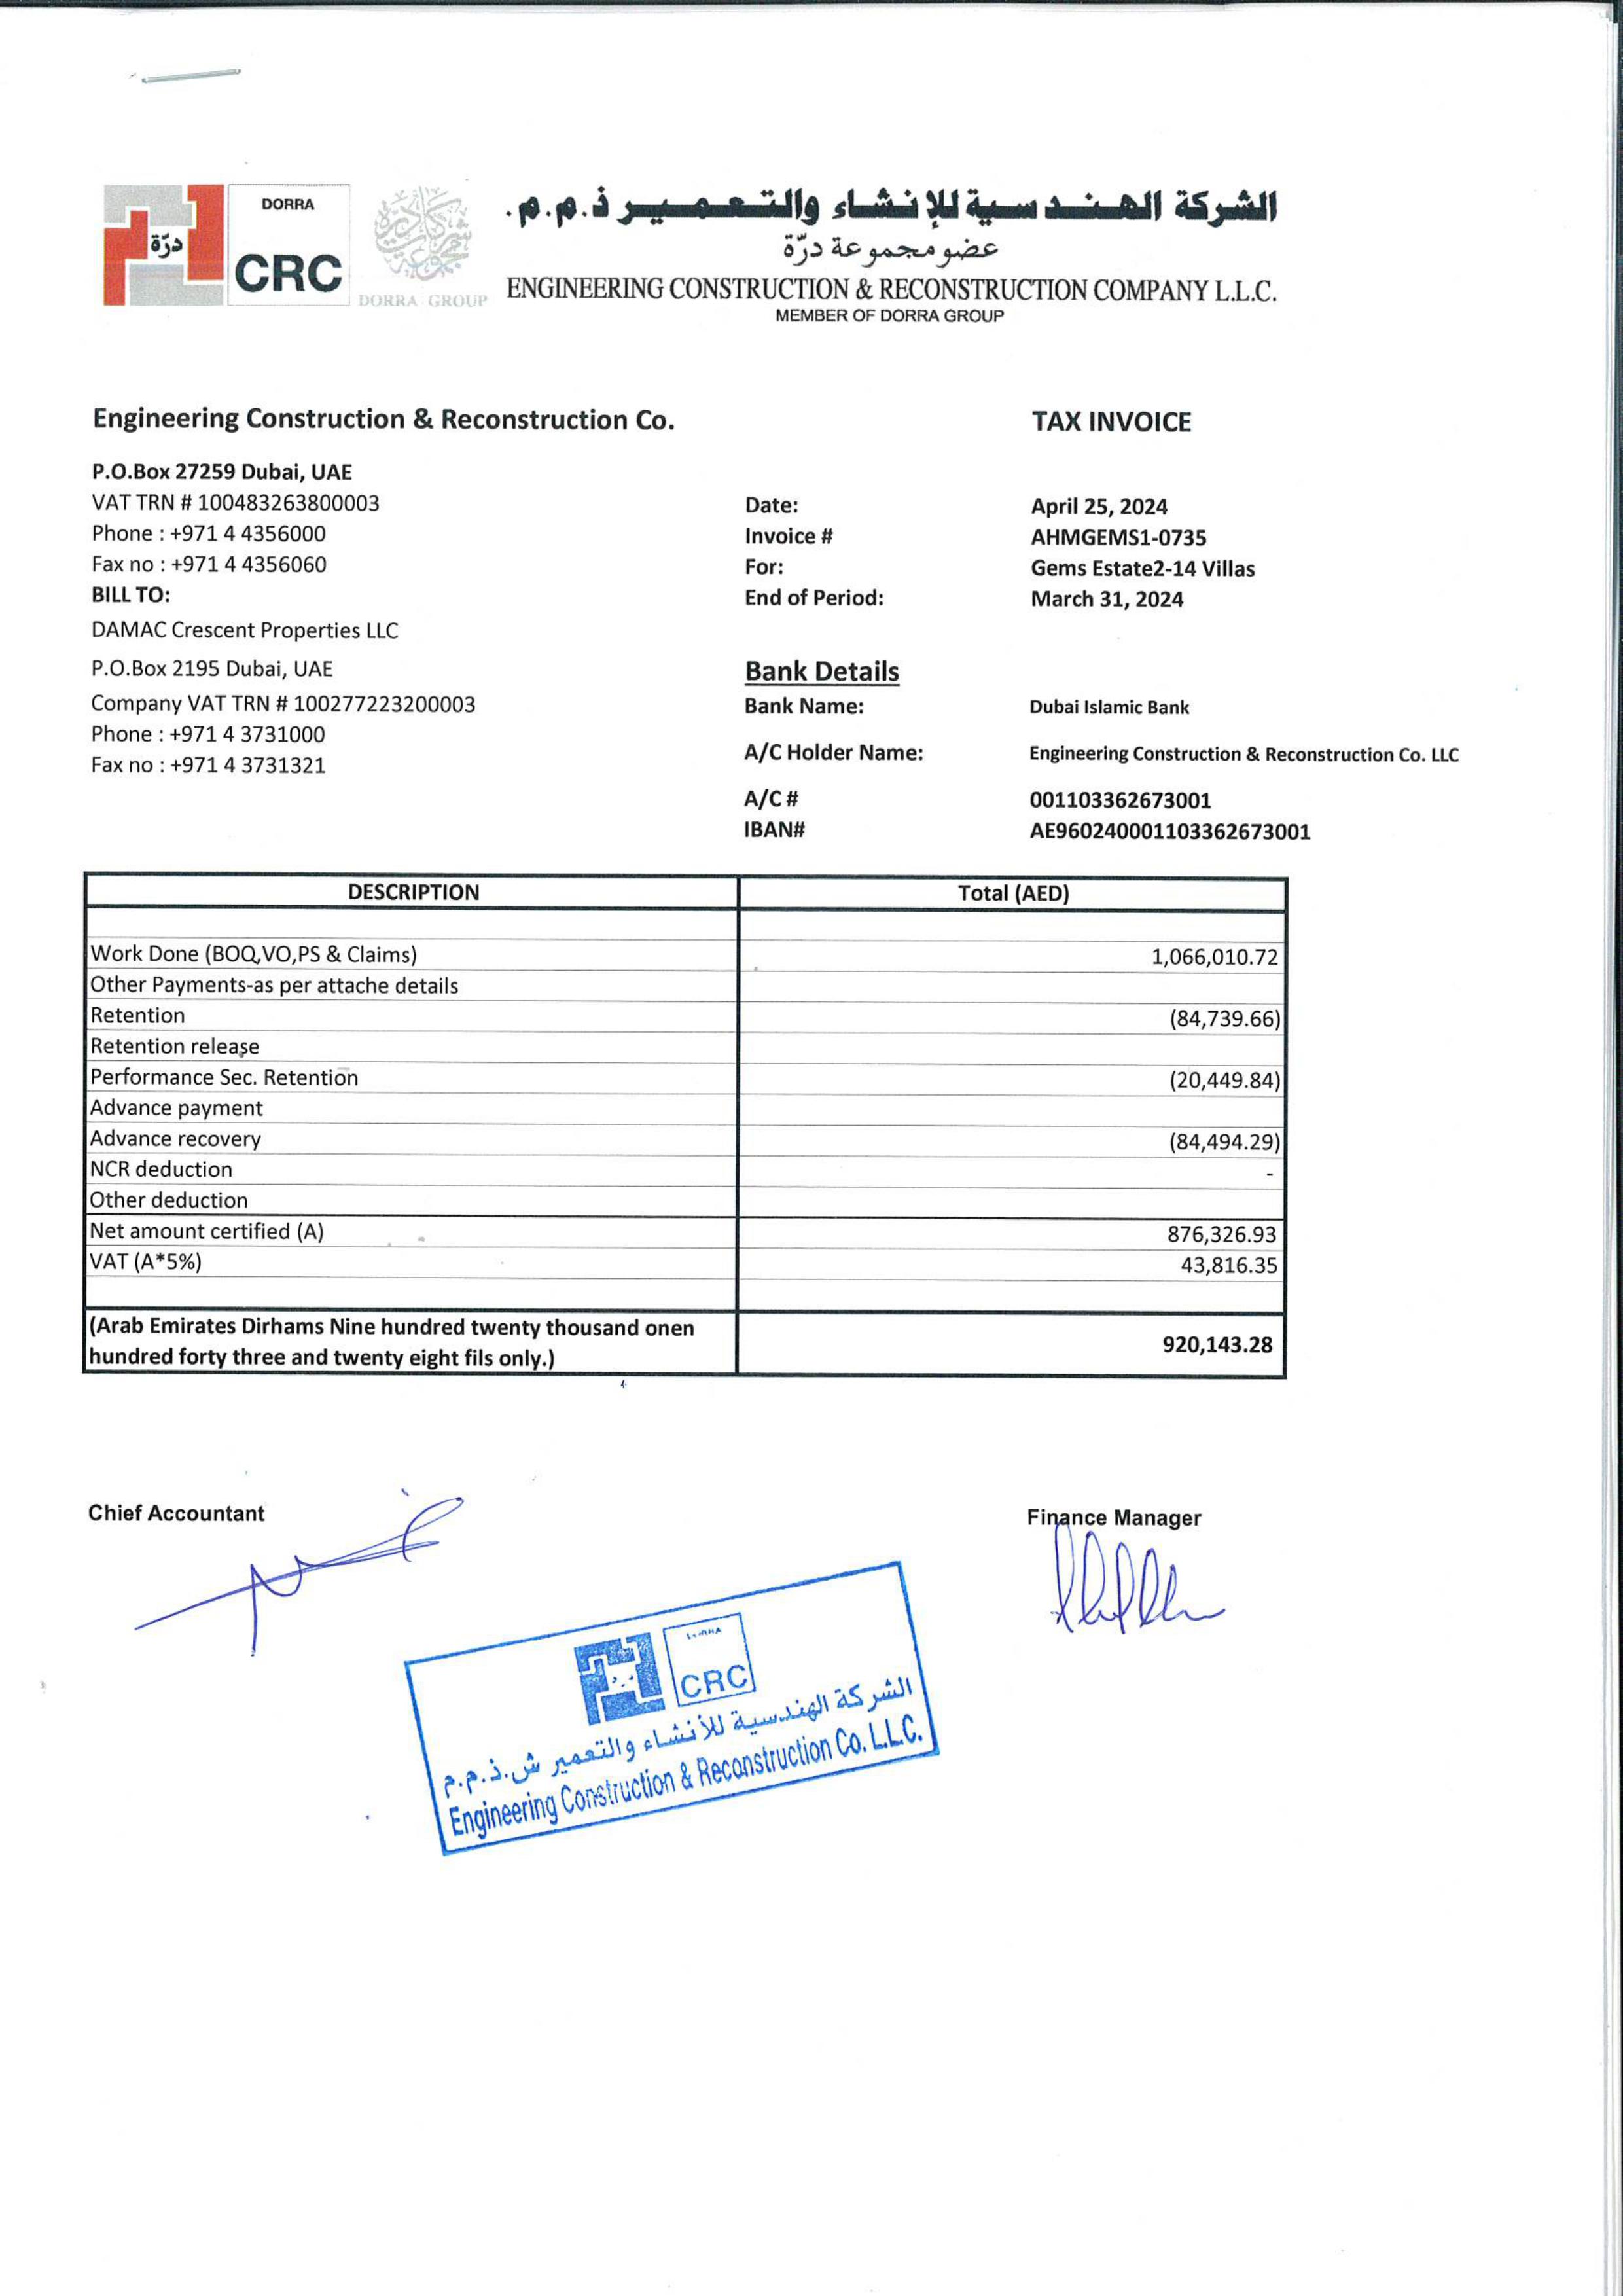 درّة
DORRA
CRC
DORRA GROUP
الشركة الهندسية للإنشاء والتعمير ذ.م.م.
عضو مجموعة درّة
ENGINEERING CONSTRUCTION & RECONSTRUCTION COMPANY L.L.C.
MEMBER OF DORRA GROUP
Engineering Construction & Reconstruction Co.
TAX INVOICE
P.O.Box 27259 Dubai, UAE
VAT TRN # 100483263800003
Phone : +971 4 4356000
Fax no : +971 4 4356060
Date: April 25, 2024
Invoice # AHMGEMS1-0735
For: Gems Estate2-14 Villas
End of Period: March 31, 2024
BILL TO:
DAMAC Crescent Properties LLC
P.O.Box 2195 Dubai, UAE
Company VAT TRN # 100277223200003
Phone : +971 4 3731000
Fax no : +971 4 3731321
Bank Details
Bank Name: Dubai Islamic Bank
A/C Holder Name: Engineering Construction & Reconstruction Co. LLC
A/C # 001103362673001
IBAN# AE960240001103362673001
DESCRIPTION Total (AED)
Work Done (BOQ,VO,PS & Claims) 1,066,010.72
Other Payments-as per attache details
Retention (84,739.66)
Retention release
Performance Sec. Retention (20,449.84)
Advance payment
Advance recovery (84,494.29)
NCR deduction -
Other deduction
Net amount certified (A) 876,326.93
VAT (A*5%) 43,816.35
(Arab Emirates Dirhams Nine hundred twenty thousand onen
hundred forty three and twenty eight fils only.) 920,143.28
Chief Accountant
Finance Manager
CRC
الشركة الهندسية للأنشاء والتعمير ش.ذ.م.م
Engineering Construction & Reconstruction Co. L.L.C.